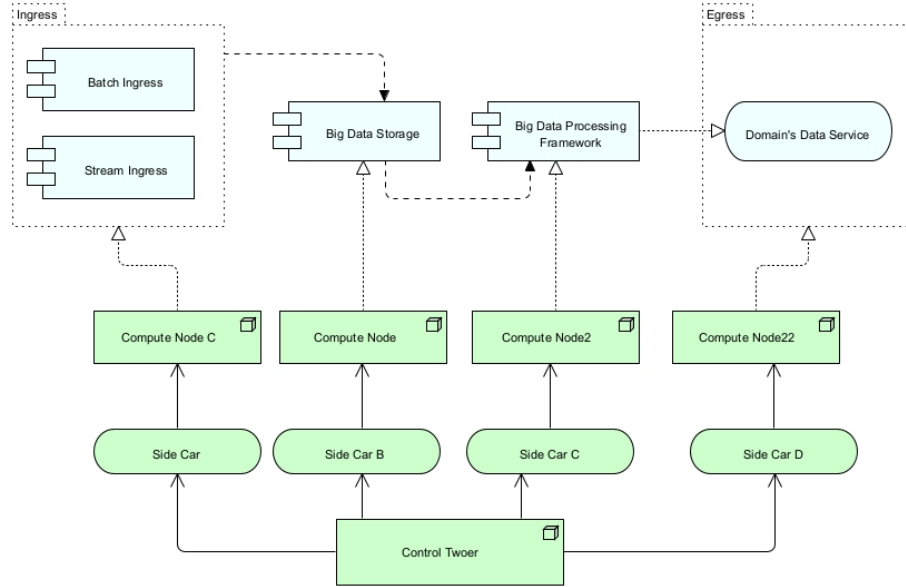 Ingress
Egress
Batch Ingress
Big Data Storage
Big Data Processing
Framework
Domain's Data Service
Stream Ingress
Compute Node C
Compute Node
Compute Node2
Compute Node22
Side Car
Side Car B
Side Car C
Side Car D
Control Twoer